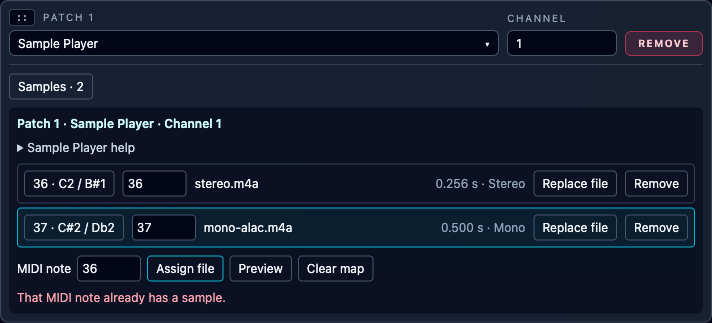 :: PATCH 1 CHANNEL
Sample Player 1 REMOVE
Samples · 2
Patch 1 · Sample Player · Channel 1
Sample Player help
36 · C2 / B#1 36 stereo.m4a 0.256 s · Stereo Replace file Remove
37 · C#2 / Db2 37 mono-alac.m4a 0.500 s · Mono Replace file Remove
MIDI note 36 Assign file Preview Clear map
That MIDI note already has a sample.